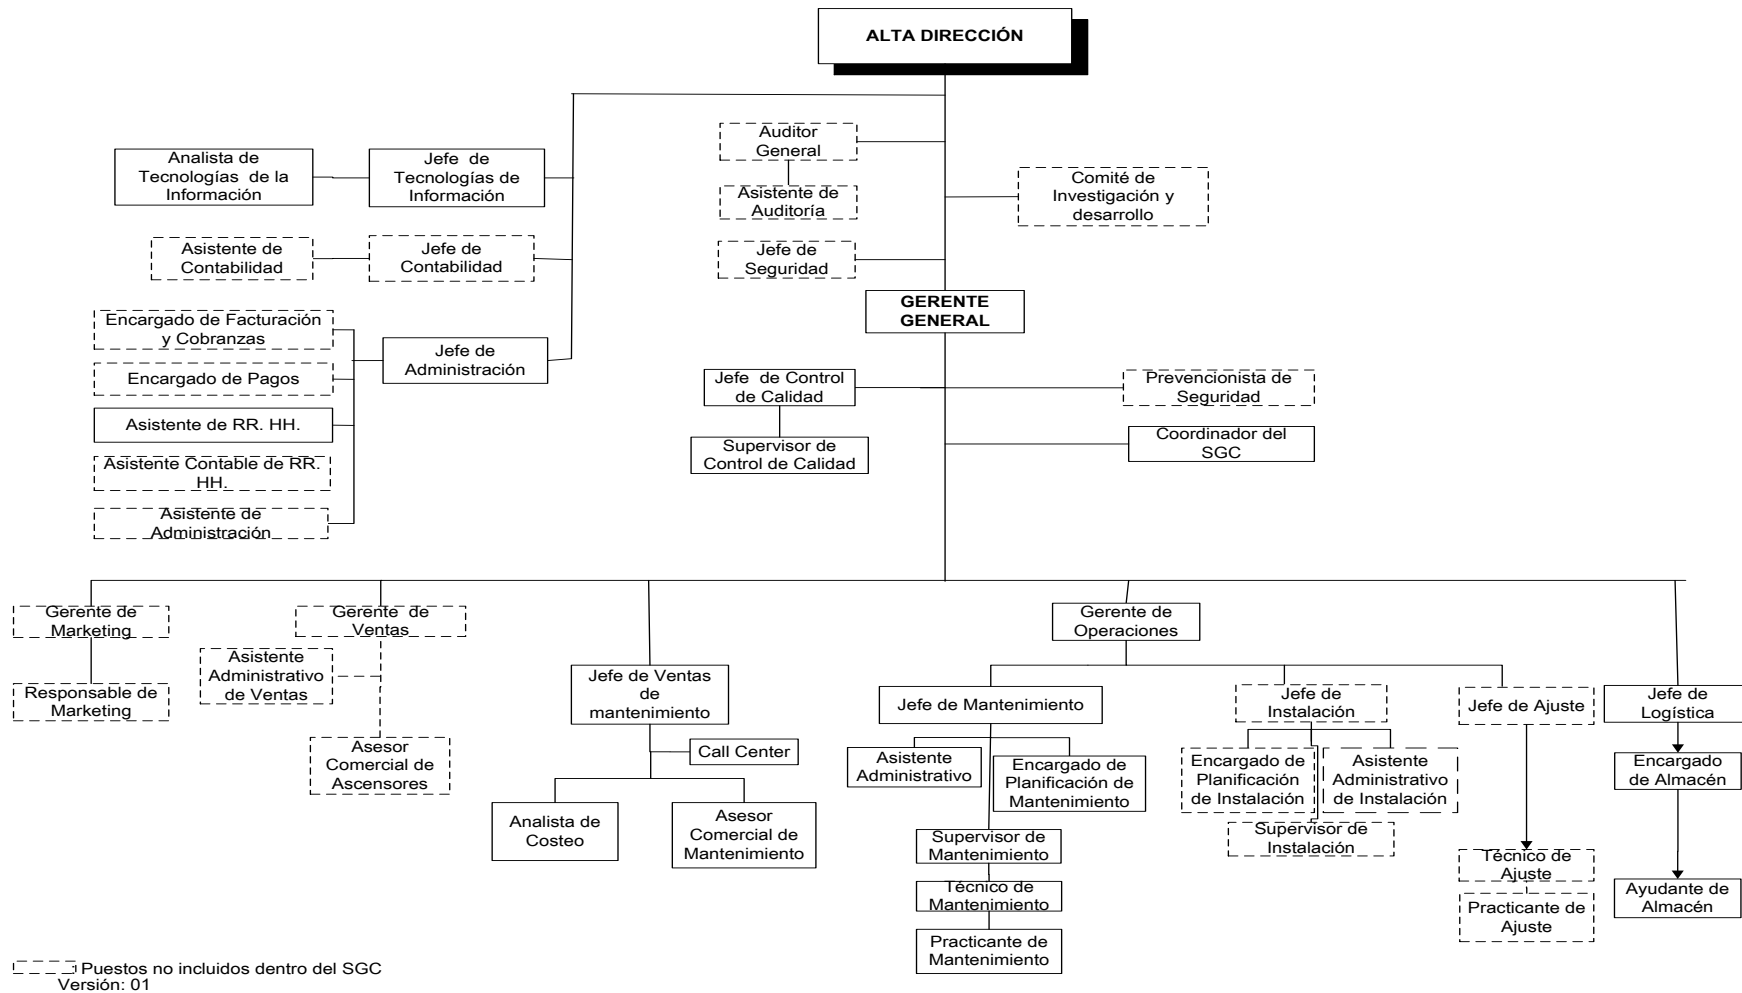 ALTA DIRECCIÓN
Auditor
General
Analista de
Tecnologías de la
Información
Jefe de
Tecnologías de
Información
Asistente de
Auditoría
Comité de
Investigación y
desarrollo
Asistente de
Contabilidad
Jefe de
Contabilidad
Jefe de
Seguridad
GERENTE
GENERAL
Encargado de Facturación
y Cobranzas
Jefe de
Administración
Encargado de Pagos
Asistente de RR. HH.
Asistente Contable de RR.
HH.
Asistente de
Administración
Jefe de Control
de Calidad
Prevencionista de
Seguridad
Supervisor de
Control de Calidad
Coordinador del
SGC
Gerente de
Marketing
Responsable de
Marketing
Gerente de
Ventas
Asistente
Administrativo
de Ventas
Asesor
Comercial de
Ascensores
Jefe de Ventas
de
mantenimiento
Call Center
Analista de
Costeo
Asesor
Comercial de
Mantenimiento
Gerente de
Operaciones
Jefe de Mantenimiento
Asistente
Administrativo
Encargado de
Planificación de
Mantenimiento
Supervisor de
Mantenimiento
Técnico de
Mantenimiento
Practicante de
Mantenimiento
Jefe de
Instalación
Encargado de
Planificación
de Instalación
Asistente
Administrativo
de Instalación
Supervisor de
Instalación
Jefe de Ajuste
Técnico de
Ajuste
Practicante de
Ajuste
Jefe de
Logística
Encargado
de Almacén
Ayudante de
Almacén
Puestos no incluidos dentro del SGC
Versión: 01